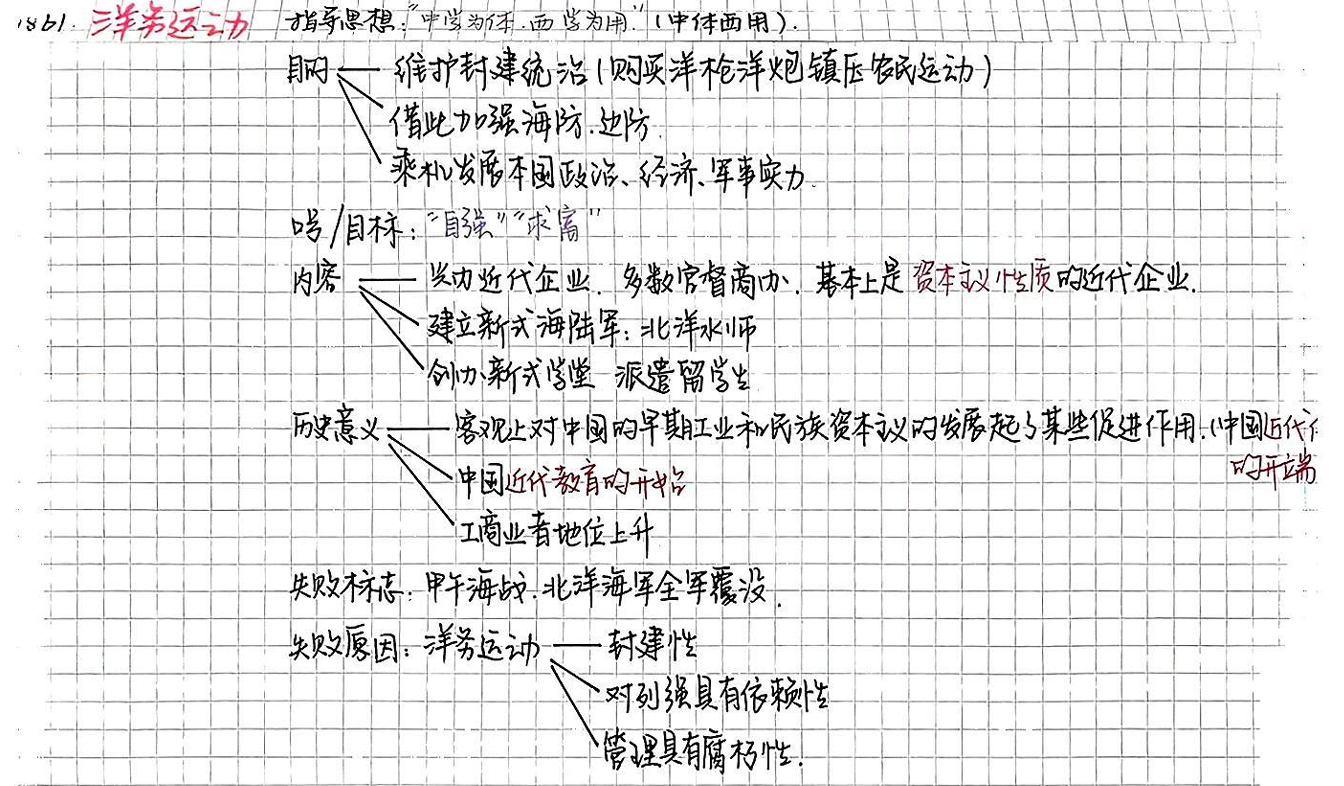 1861. 洋务运动 指导思想:“中学为体.西学为用.”(中体西用).
目的 维护封建统治(购买洋枪洋炮镇压农民运动)
借此加强海防.边防.
乘机发展本国政治、经济、军事实力.
口号/目标:“自强”“求富”
内容 兴办近代企业. 多数官督商办. 基本上是资本主义性质的近代企业.
建立新式海陆军:北洋水师
创办新式学堂 派遣留学生
历史意义 客观上对中国的早期工业和民族资本主义的发展起了某些促进作用.(中国近代化
的开端
中国近代教育的开始
工商业者地位上升
失败标志:甲午海战.北洋海军全军覆没.
失败原因:洋务运动 封建性
对列强具有依赖性
管理具有腐朽性.